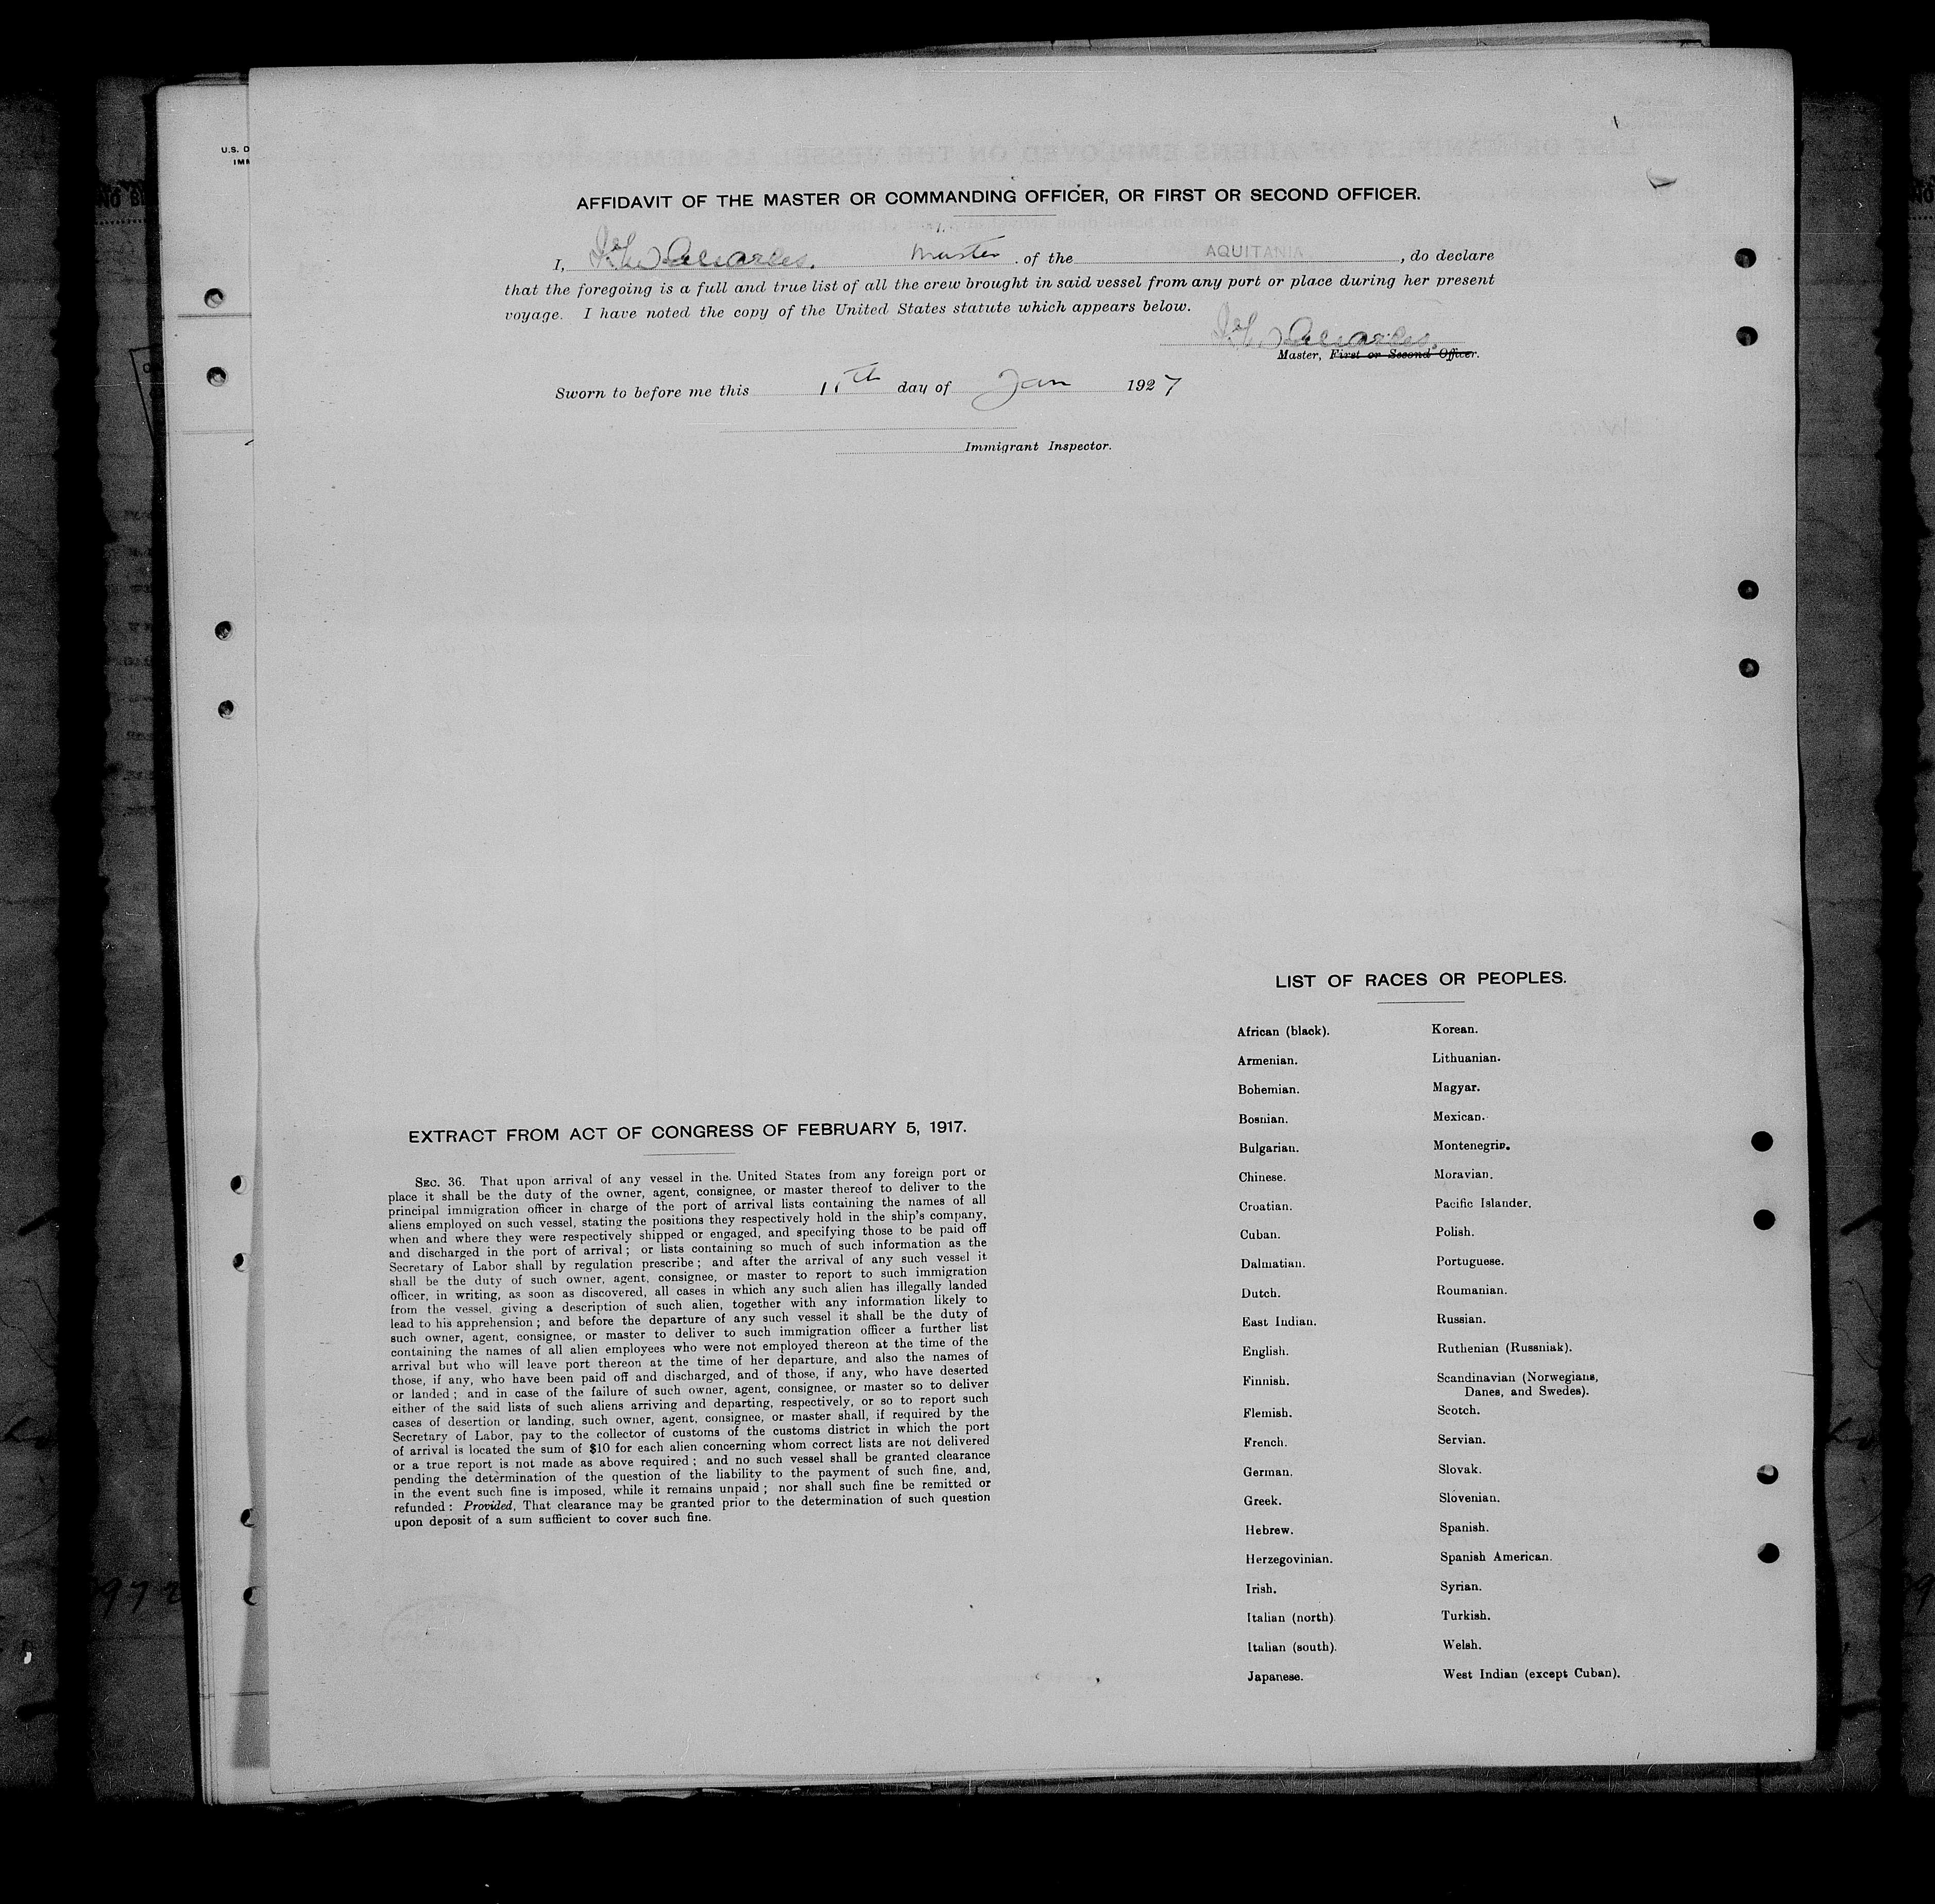 U.S. D
IMM
AFFIDAVIT OF THE MASTER OR COMMANDING OFFICER, OR FIRST OR SECOND OFFICER.
I, Charles. Master of the AQUITANIA, do declare
that the foregoing is a full and true list of all the crew brought in said vessel from any port or place during her present
voyage. I have noted the copy of the United States statute which appears below.
Charles.
Master, First or Second Officer.
Sworn to before me this 11th day of Jan 1927
Immigrant Inspector.
LIST OF RACES OR PEOPLES.
African (black). Korean.
Armenian. Lithuanian.
Bohemian. Magyar.
Bosnian. Mexican.
Bulgarian. Montenegrin.
Chinese. Moravian.
Croatian. Pacific Islander.
Cuban. Polish.
Dalmatian. Portuguese.
Dutch. Roumanian.
East Indian. Russian.
English. Ruthenian (Russniak).
Finnish. Scandinavian (Norwegians,
Danes, and Swedes).
Flemish. Scotch.
French. Servian.
German. Slovak.
Greek. Slovenian.
Hebrew. Spanish.
Herzegovinian. Spanish American.
Irish. Syrian.
Italian (north). Turkish.
Italian (south). Welsh.
Japanese. West Indian (except Cuban).
EXTRACT FROM ACT OF CONGRESS OF FEBRUARY 5, 1917.
SEC. 36. That upon arrival of any vessel in the United States from any foreign port or
place it shall be the duty of the owner, agent, consignee, or master thereof to deliver to the
principal immigration officer in charge of the port of arrival lists containing the names of all
aliens employed on such vessel, stating the positions they respectively hold in the ship's company,
when and where they were respectively shipped or engaged, and specifying those to be paid off
and discharged in the port of arrival; or lists containing so much of such information as the
Secretary of Labor shall by regulation prescribe; and after the arrival of any such vessel it
shall be the duty of such owner, agent, consignee, or master to report to such immigration
officer, in writing, as soon as discovered, all cases in which any such alien has illegally landed
from the vessel, giving a description of such alien, together with any information likely to
lead to his apprehension; and before the departure of any such vessel it shall be the duty of
such owner, agent, consignee, or master to deliver to such immigration officer a further list
containing the names of all alien employees who were not employed thereon at the time of the
arrival but who will leave port thereon at the time of her departure, and also the names of
those, if any, who have been paid off and discharged, and of those, if any, who have deserted
or landed; and in case of the failure of such owner, agent, consignee, or master so to deliver
either of the said lists of such aliens arriving and departing, respectively, or so to report such
cases of desertion or landing, such owner, agent, consignee, or master shall, if required by the
Secretary of Labor, pay to the collector of customs of the customs district in which the port
of arrival is located the sum of $10 for each alien concerning whom correct lists are not delivered
or a true report is not made as above required; and no such vessel shall be granted clearance
pending the determination of the question of the liability to the payment of such fine, and,
in the event such fine is imposed, while it remains unpaid; nor shall such fine be remitted or
refunded: Provided, That clearance may be granted prior to the determination of such question
upon deposit of a sum sufficient to cover such fine.